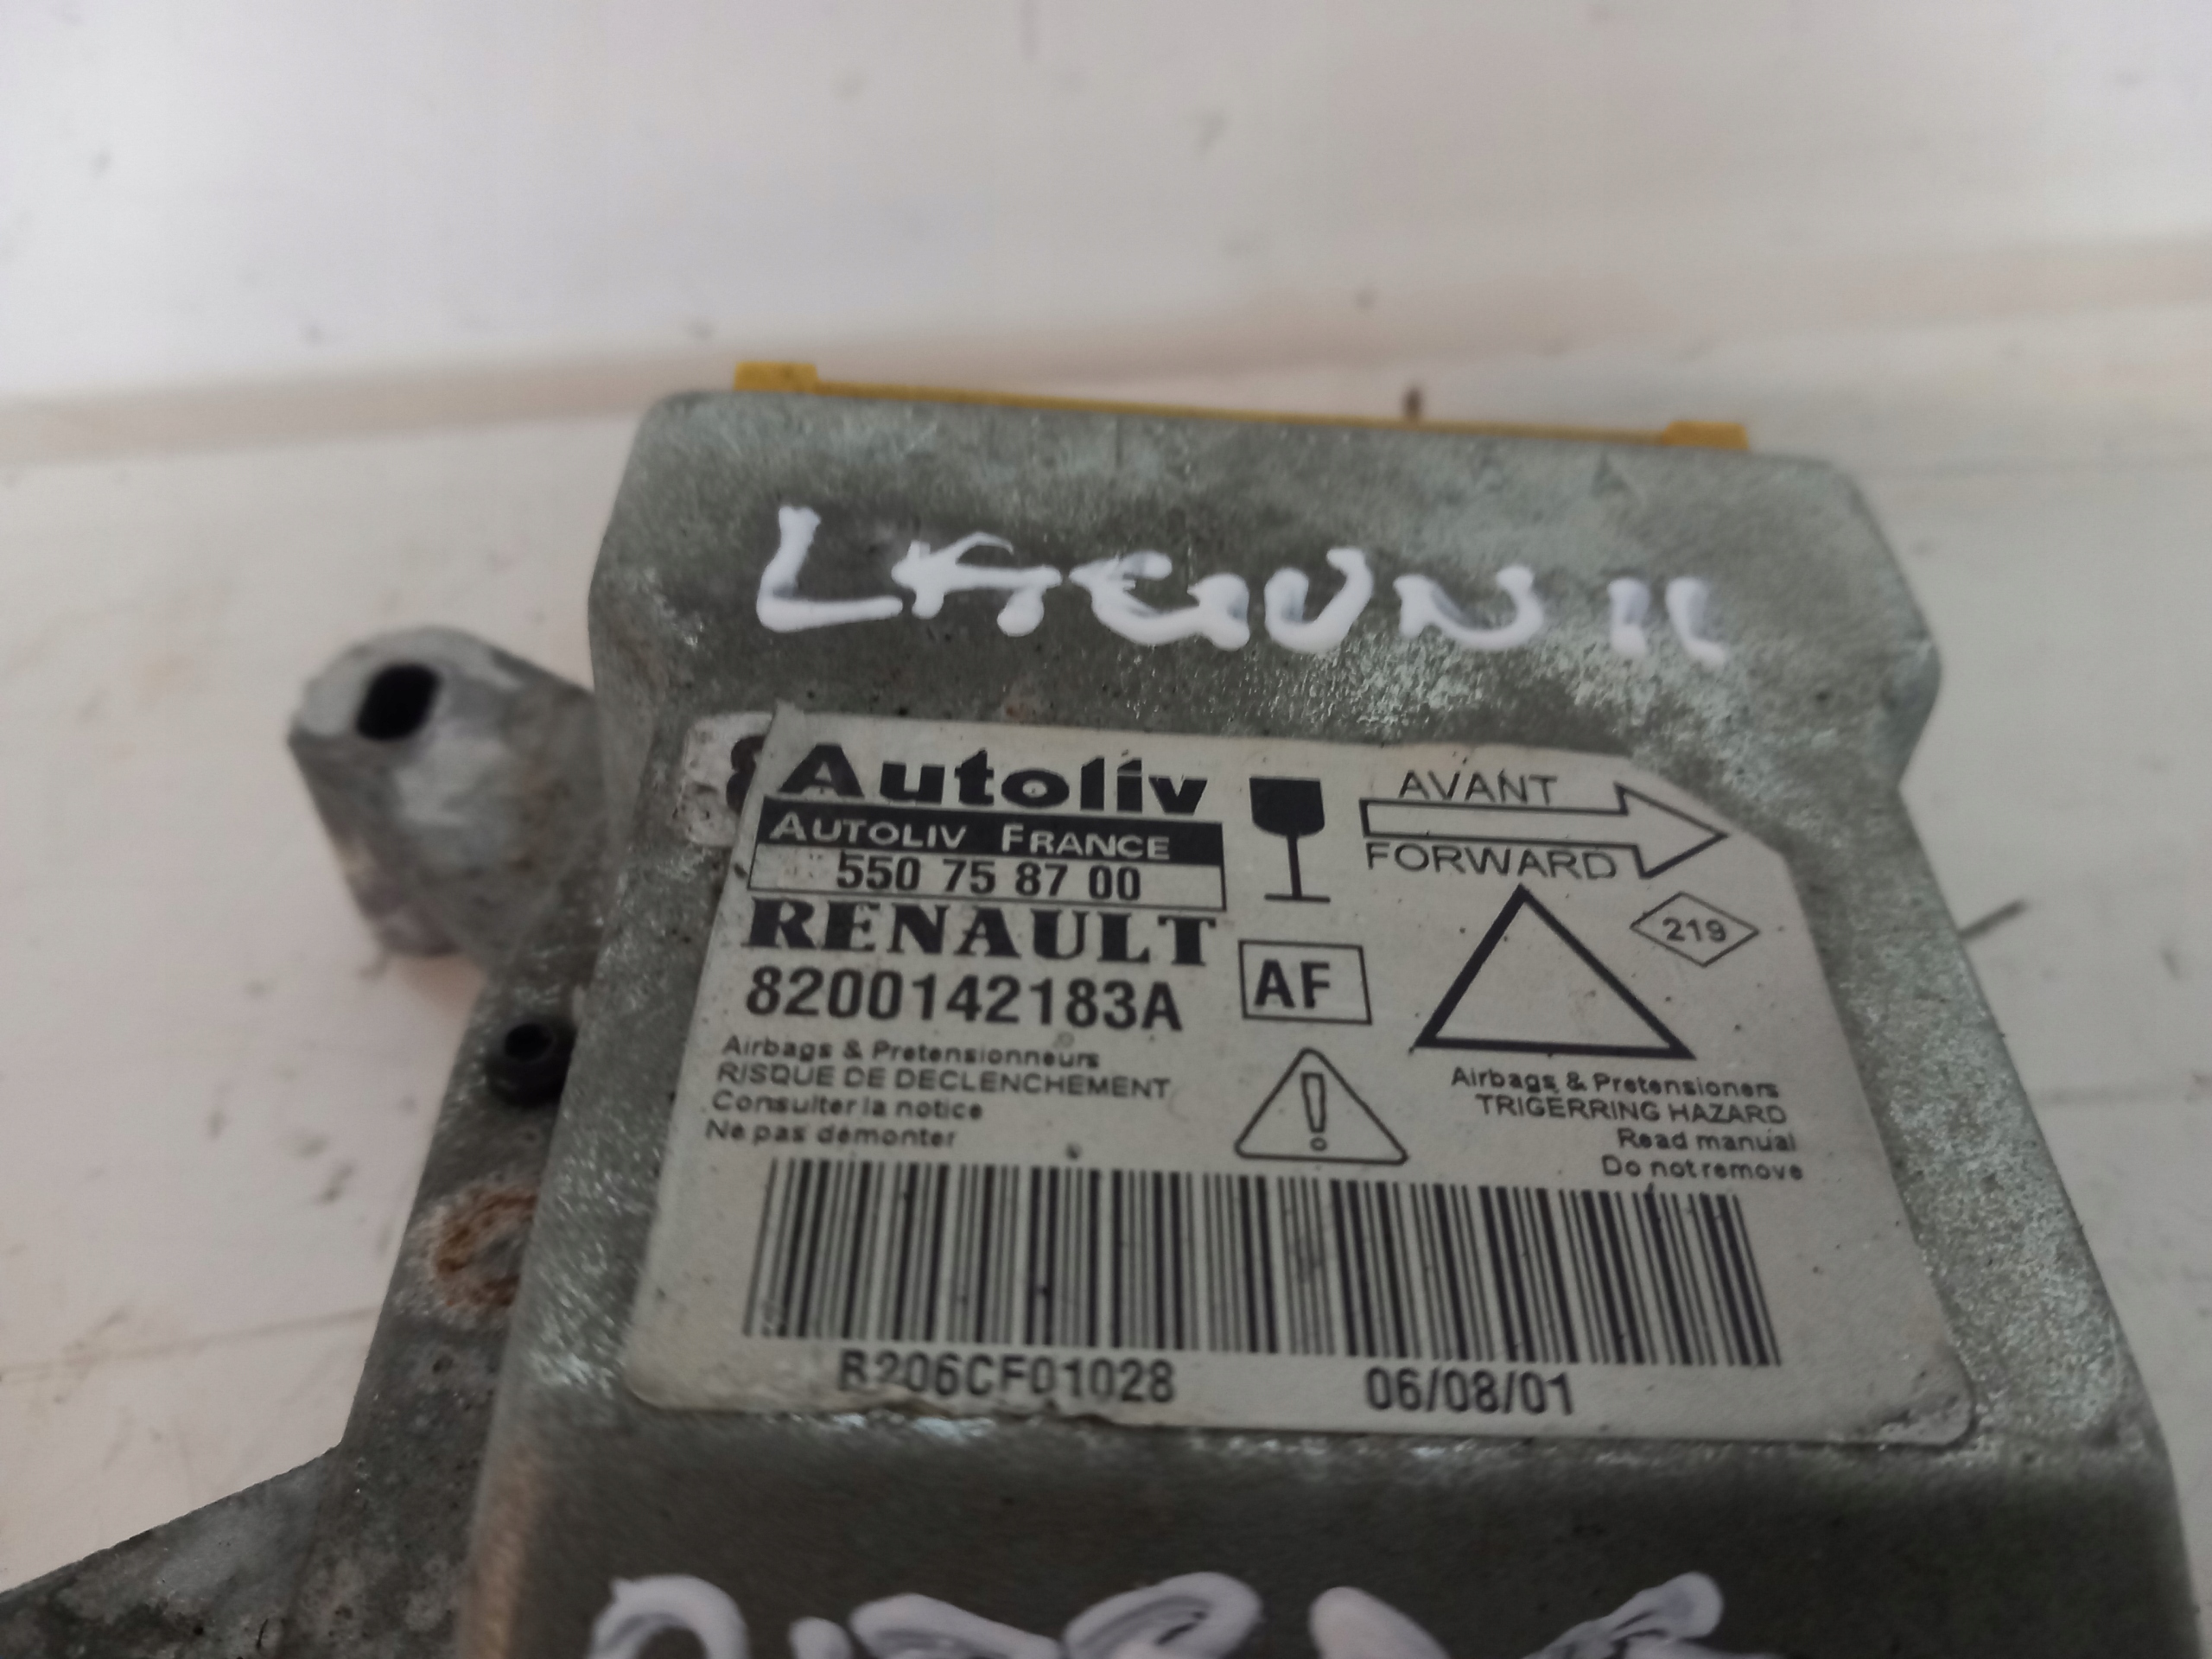 LAGUN II
Autoliv
AUTOLIV FRANCE
550 75 87 00
RENAULT
8200142183A
AF
AVANT
FORWARD
219
Airbags & Pretensionneurs
RISQUE DE DECLENCHEMENT
Consulter la notice
Ne pas demonter
Airbags & Pretensioners
TRIGERRING HAZARD
Read manual
Do not remove
B206CF01028
06/08/01